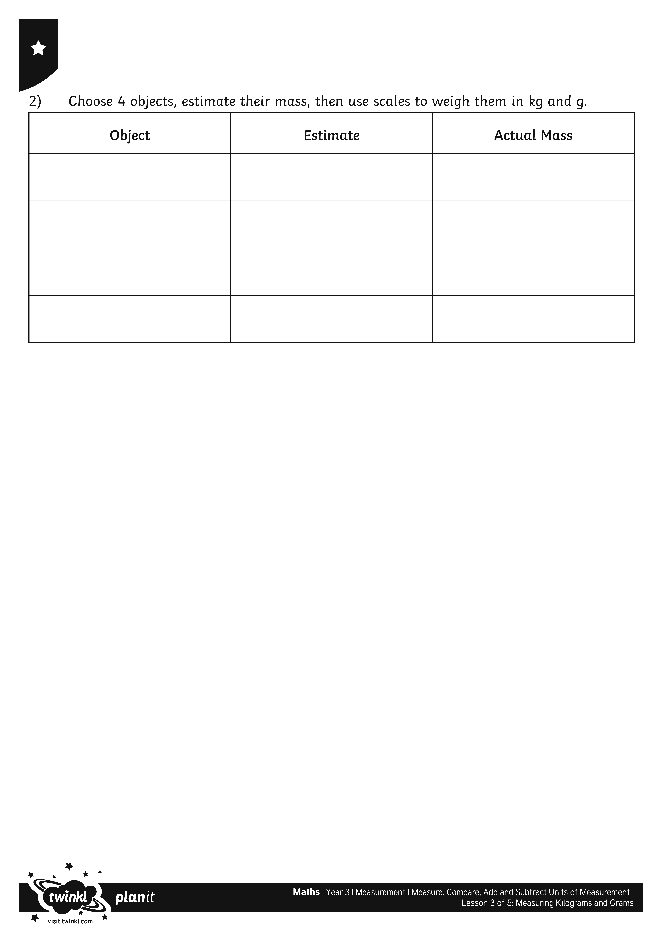 2) Choose 4 objects, estimate their mass, then use scales to weigh them in kg and g.
Object Estimate Actual Mass
twinkl planit
visit twinkl.com
Maths Year 3 | Measurement | Measure, Compare, Add and Subtract Units of Measurement
Lesson 3 of 5: Measuring Kilograms and Grams